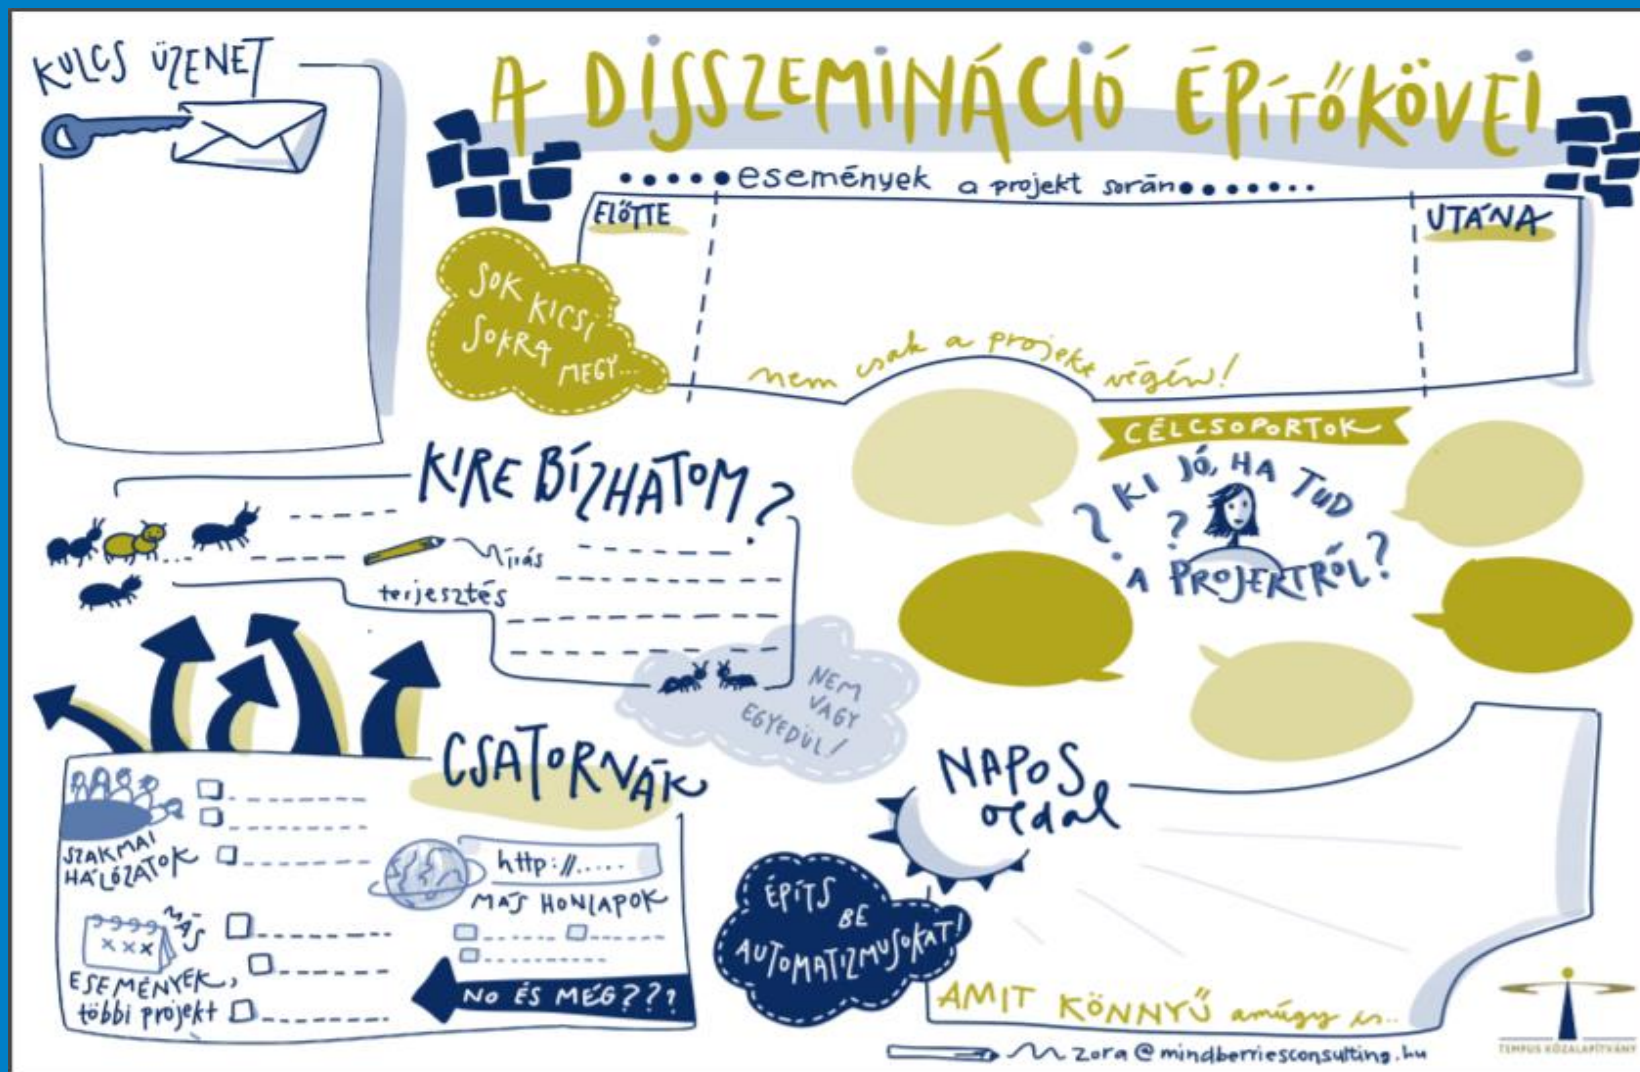 KULCS ÜZENET
A DISSZEMINÁCIÓ ÉPÍTŐKÖVEI
események a projekt során
ELŐTTE
UTÁNA
SOK KICSI
SOKRA
MEGY...
nem csak a projekt végén!
CÉLCSOPORTOK
? KI JÓ, HA TUD
?
A PROJEKTRŐL?
KIRE BÍZHATOM?
írás
terjesztés
NEM
VAGY
EGYEDÜL!
CSATORNÁK
SZAKMAI
HÁLÓZATOK
http://.....
MÁS HONLAPOK
XXX
MÁS
ESEMÉNYEK,
többi projekt
NO ÉS MÉG???
NAPOS
oldal
ÉPÍTS
BE
AUTOMATIZMUSOKAT!
AMIT KÖNNYŰ amúgy is..
zora@mindberriesconsulting.hu
TEMPUS KÖZALAPÍTVÁNY